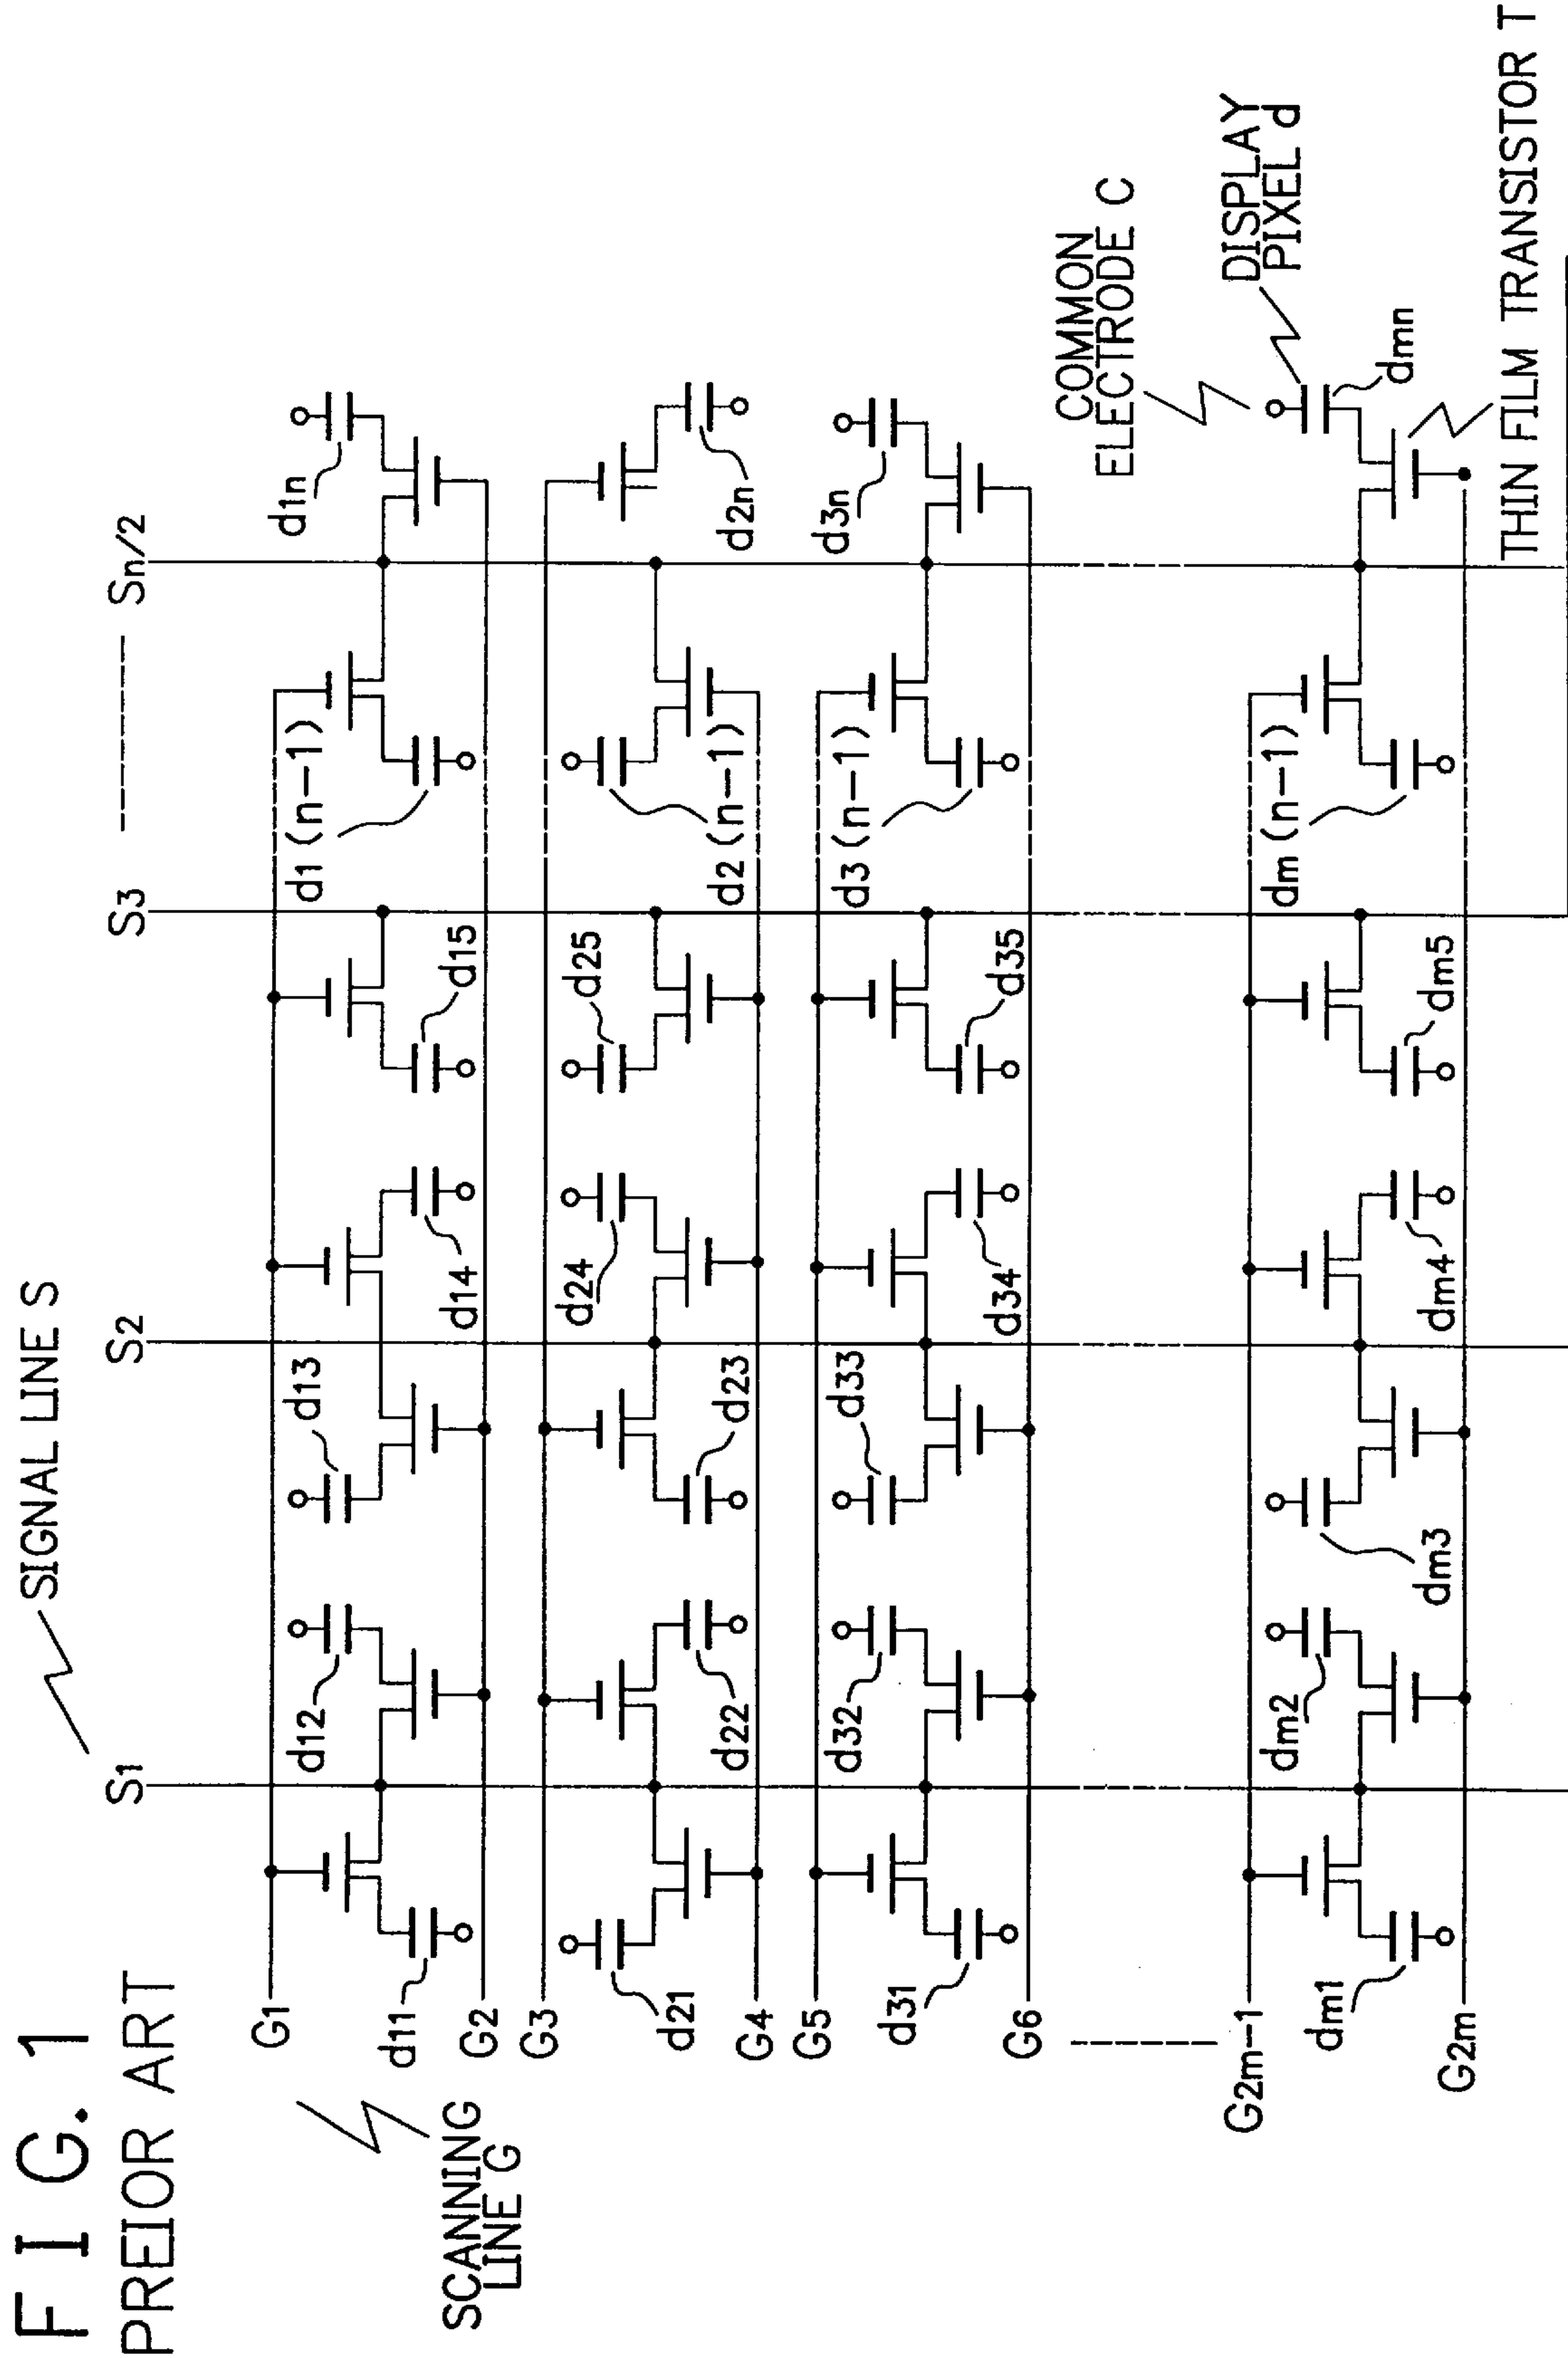 FIG. 1
PREIOR ART
SIGNAL LINE S
S1 S2 S3 Sn/2
SCANNING
LINE G
G1
d12 d13 d1n
d11 d14 d15 d1 (n-1)
G2
G3
d24 d25
d21 d22 d23 d2 (n-1) d2n
G4
G5
d32 d33 d3 (n-1) d3n
d31 d34 d35
G6
COMMON
ELECTRODE C
DISPLAY
PIXEL d
G2m-1
dm2 dm (n-1)
dm1 dm3 dm4 dm5 dmn
G2m
THIN FILM TRANSISTOR T